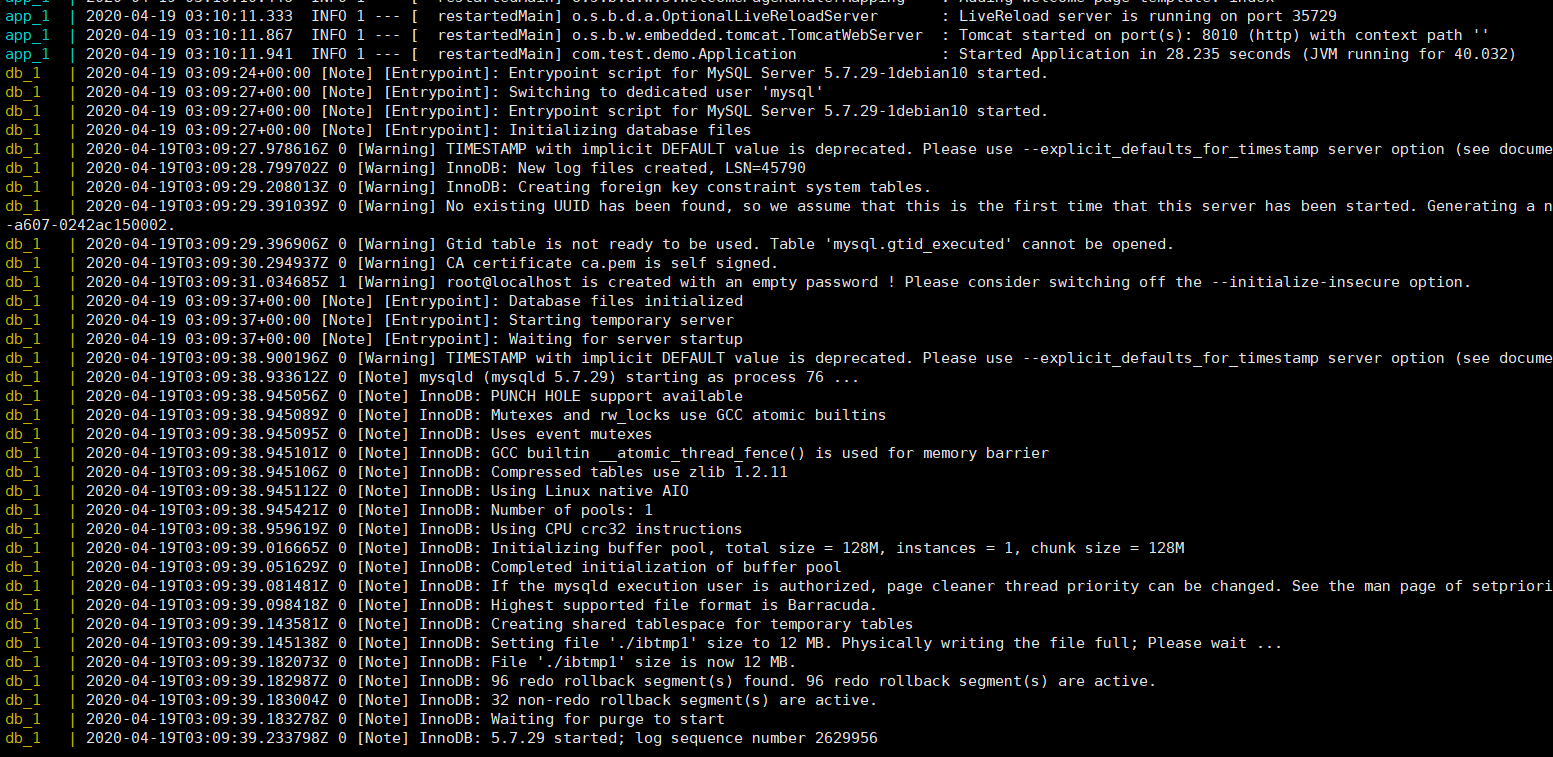 app_1 | 2020-04-19 03:10:11.333 INFO 1 --- [ restartedMain] o.s.b.d.a.OptionalLiveReloadServer : LiveReload server is running on port 35729
app_1 | 2020-04-19 03:10:11.867 INFO 1 --- [ restartedMain] o.s.b.w.embedded.tomcat.TomcatWebServer : Tomcat started on port(s): 8010 (http) with context path ''
app_1 | 2020-04-19 03:10:11.941 INFO 1 --- [ restartedMain] com.test.demo.Application : Started Application in 28.235 seconds (JVM running for 40.032)
db_1 | 2020-04-19 03:09:24+00:00 [Note] [Entrypoint]: Entrypoint script for MySQL Server 5.7.29-1debian10 started.
db_1 | 2020-04-19 03:09:27+00:00 [Note] [Entrypoint]: Switching to dedicated user 'mysql'
db_1 | 2020-04-19 03:09:27+00:00 [Note] [Entrypoint]: Entrypoint script for MySQL Server 5.7.29-1debian10 started.
db_1 | 2020-04-19 03:09:27+00:00 [Note] [Entrypoint]: Initializing database files
db_1 | 2020-04-19T03:09:27.978616Z 0 [Warning] TIMESTAMP with implicit DEFAULT value is deprecated. Please use --explicit_defaults_for_timestamp server option (see docume
db_1 | 2020-04-19T03:09:28.799702Z 0 [Warning] InnoDB: New log files created, LSN=45790
db_1 | 2020-04-19T03:09:29.208013Z 0 [Warning] InnoDB: Creating foreign key constraint system tables.
db_1 | 2020-04-19T03:09:29.391039Z 0 [Warning] No existing UUID has been found, so we assume that this is the first time that this server has been started. Generating a n
-a607-0242ac150002.
db_1 | 2020-04-19T03:09:29.396906Z 0 [Warning] Gtid table is not ready to be used. Table 'mysql.gtid_executed' cannot be opened.
db_1 | 2020-04-19T03:09:30.294937Z 0 [Warning] CA certificate ca.pem is self signed.
db_1 | 2020-04-19T03:09:31.034685Z 1 [Warning] root@localhost is created with an empty password ! Please consider switching off the --initialize-insecure option.
db_1 | 2020-04-19 03:09:37+00:00 [Note] [Entrypoint]: Database files initialized
db_1 | 2020-04-19 03:09:37+00:00 [Note] [Entrypoint]: Starting temporary server
db_1 | 2020-04-19 03:09:37+00:00 [Note] [Entrypoint]: Waiting for server startup
db_1 | 2020-04-19T03:09:38.900196Z 0 [Warning] TIMESTAMP with implicit DEFAULT value is deprecated. Please use --explicit_defaults_for_timestamp server option (see docume
db_1 | 2020-04-19T03:09:38.933612Z 0 [Note] mysqld (mysqld 5.7.29) starting as process 76 ...
db_1 | 2020-04-19T03:09:38.945056Z 0 [Note] InnoDB: PUNCH HOLE support available
db_1 | 2020-04-19T03:09:38.945089Z 0 [Note] InnoDB: Mutexes and rw_locks use GCC atomic builtins
db_1 | 2020-04-19T03:09:38.945095Z 0 [Note] InnoDB: Uses event mutexes
db_1 | 2020-04-19T03:09:38.945101Z 0 [Note] InnoDB: GCC builtin __atomic_thread_fence() is used for memory barrier
db_1 | 2020-04-19T03:09:38.945106Z 0 [Note] InnoDB: Compressed tables use zlib 1.2.11
db_1 | 2020-04-19T03:09:38.945112Z 0 [Note] InnoDB: Using Linux native AIO
db_1 | 2020-04-19T03:09:38.945421Z 0 [Note] InnoDB: Number of pools: 1
db_1 | 2020-04-19T03:09:38.959619Z 0 [Note] InnoDB: Using CPU crc32 instructions
db_1 | 2020-04-19T03:09:39.016665Z 0 [Note] InnoDB: Initializing buffer pool, total size = 128M, instances = 1, chunk size = 128M
db_1 | 2020-04-19T03:09:39.051629Z 0 [Note] InnoDB: Completed initialization of buffer pool
db_1 | 2020-04-19T03:09:39.081481Z 0 [Note] InnoDB: If the mysqld execution user is authorized, page cleaner thread priority can be changed. See the man page of setpriori
db_1 | 2020-04-19T03:09:39.098418Z 0 [Note] InnoDB: Highest supported file format is Barracuda.
db_1 | 2020-04-19T03:09:39.143581Z 0 [Note] InnoDB: Creating shared tablespace for temporary tables
db_1 | 2020-04-19T03:09:39.145138Z 0 [Note] InnoDB: Setting file './ibtmp1' size to 12 MB. Physically writing the file full; Please wait ...
db_1 | 2020-04-19T03:09:39.182073Z 0 [Note] InnoDB: File './ibtmp1' size is now 12 MB.
db_1 | 2020-04-19T03:09:39.182987Z 0 [Note] InnoDB: 96 redo rollback segment(s) found. 96 redo rollback segment(s) are active.
db_1 | 2020-04-19T03:09:39.183004Z 0 [Note] InnoDB: 32 non-redo rollback segment(s) are active.
db_1 | 2020-04-19T03:09:39.183278Z 0 [Note] InnoDB: Waiting for purge to start
db_1 | 2020-04-19T03:09:39.233798Z 0 [Note] InnoDB: 5.7.29 started; log sequence number 2629956